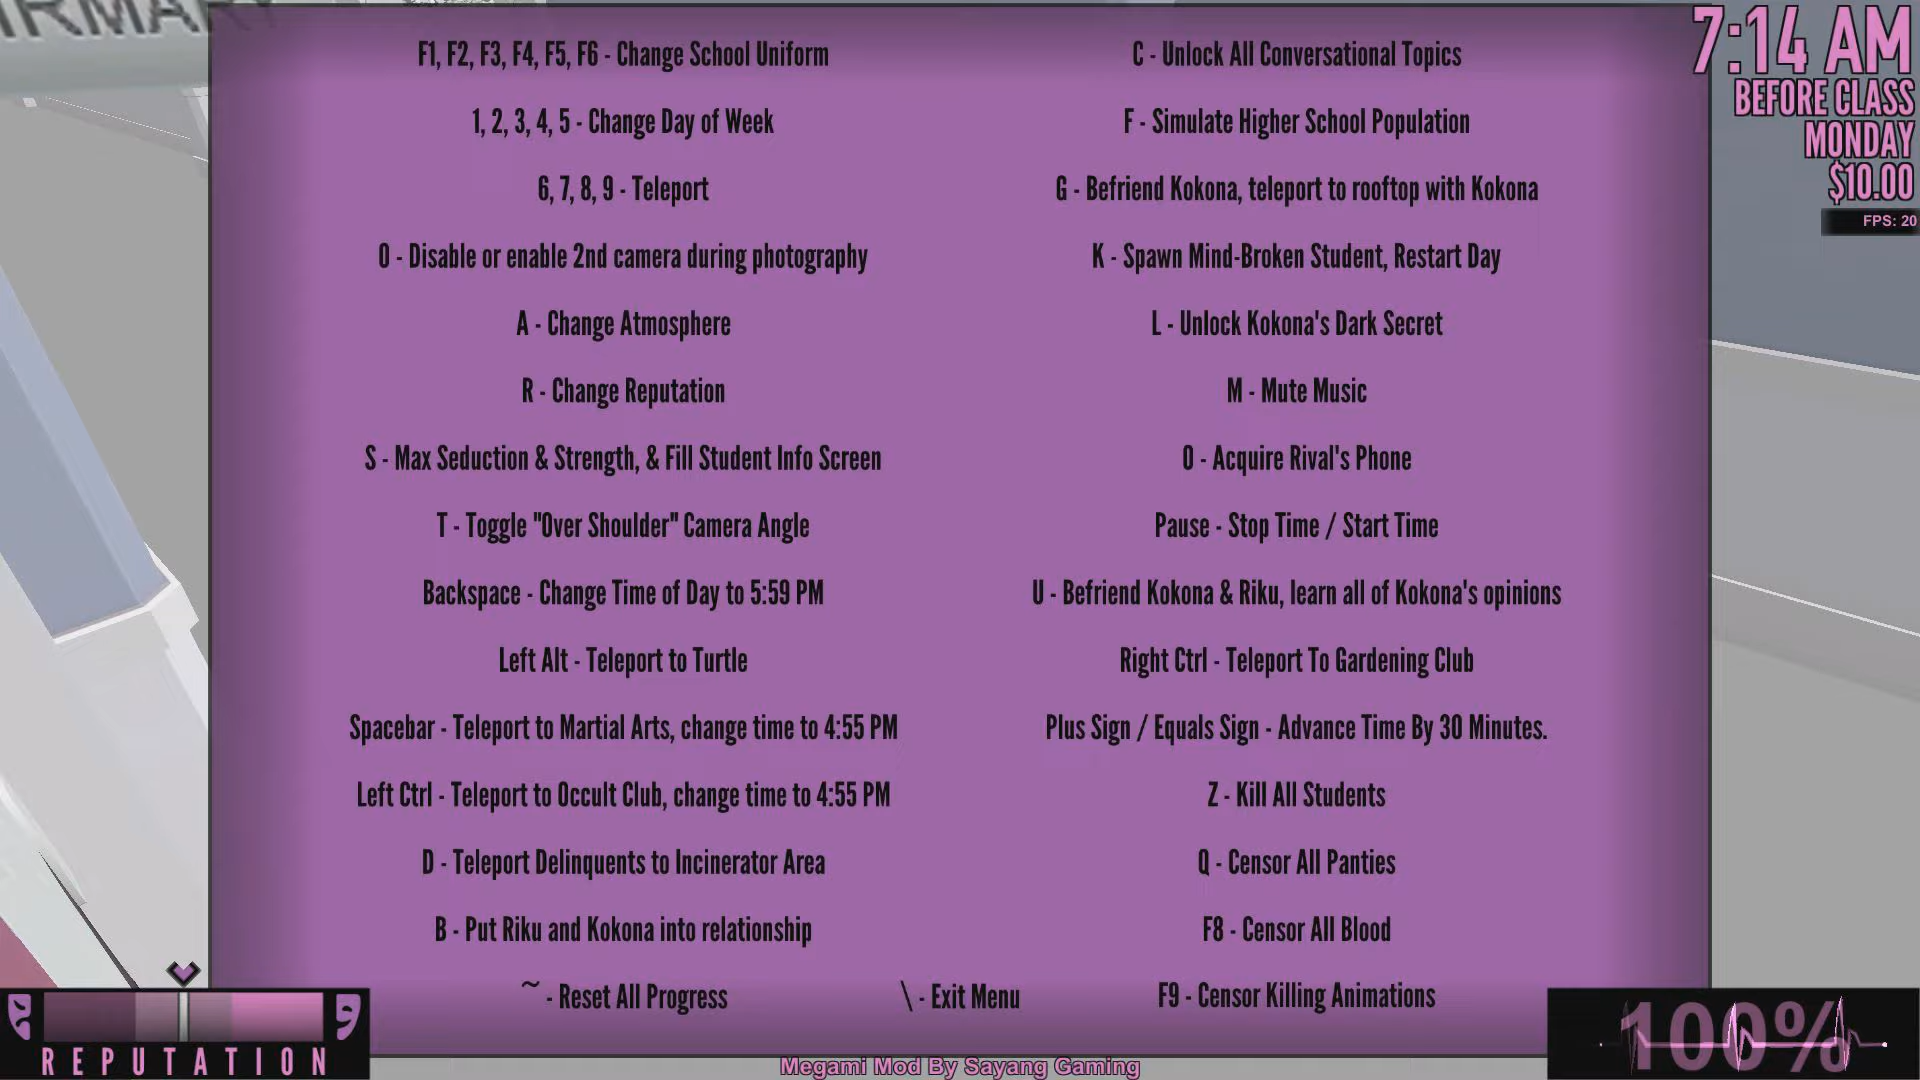 IRMARY
F1, F2, F3, F4, F5, F6 - Change School Uniform
1, 2, 3, 4, 5 - Change Day of Week
6, 7, 8, 9 - Teleport
0 - Disable or enable 2nd camera during photography
A - Change Atmosphere
R - Change Reputation
S - Max Seduction & Strength, & Fill Student Info Screen
T - Toggle "Over Shoulder" Camera Angle
Backspace - Change Time of Day to 5:59 PM
Left Alt - Teleport to Turtle
Spacebar - Teleport to Martial Arts, change time to 4:55 PM
Left Ctrl - Teleport to Occult Club, change time to 4:55 PM
D - Teleport Delinquents to Incinerator Area
B - Put Riku and Kokona into relationship
~ - Reset All Progress
\ - Exit Menu
C - Unlock All Conversational Topics
F - Simulate Higher School Population
G - Befriend Kokona, teleport to rooftop with Kokona
K - Spawn Mind-Broken Student, Restart Day
L - Unlock Kokona's Dark Secret
M - Mute Music
O - Acquire Rival's Phone
Pause - Stop Time / Start Time
U - Befriend Kokona & Riku, learn all of Kokona's opinions
Right Ctrl - Teleport To Gardening Club
Plus Sign / Equals Sign - Advance Time By 30 Minutes.
Z - Kill All Students
Q - Censor All Panties
F8 - Censor All Blood
F9 - Censor Killing Animations
7:14 AM
BEFORE CLASS
MONDAY
$10.00
FPS: 20
REPUTATION
100%
Megami Mod By Sayang Gaming